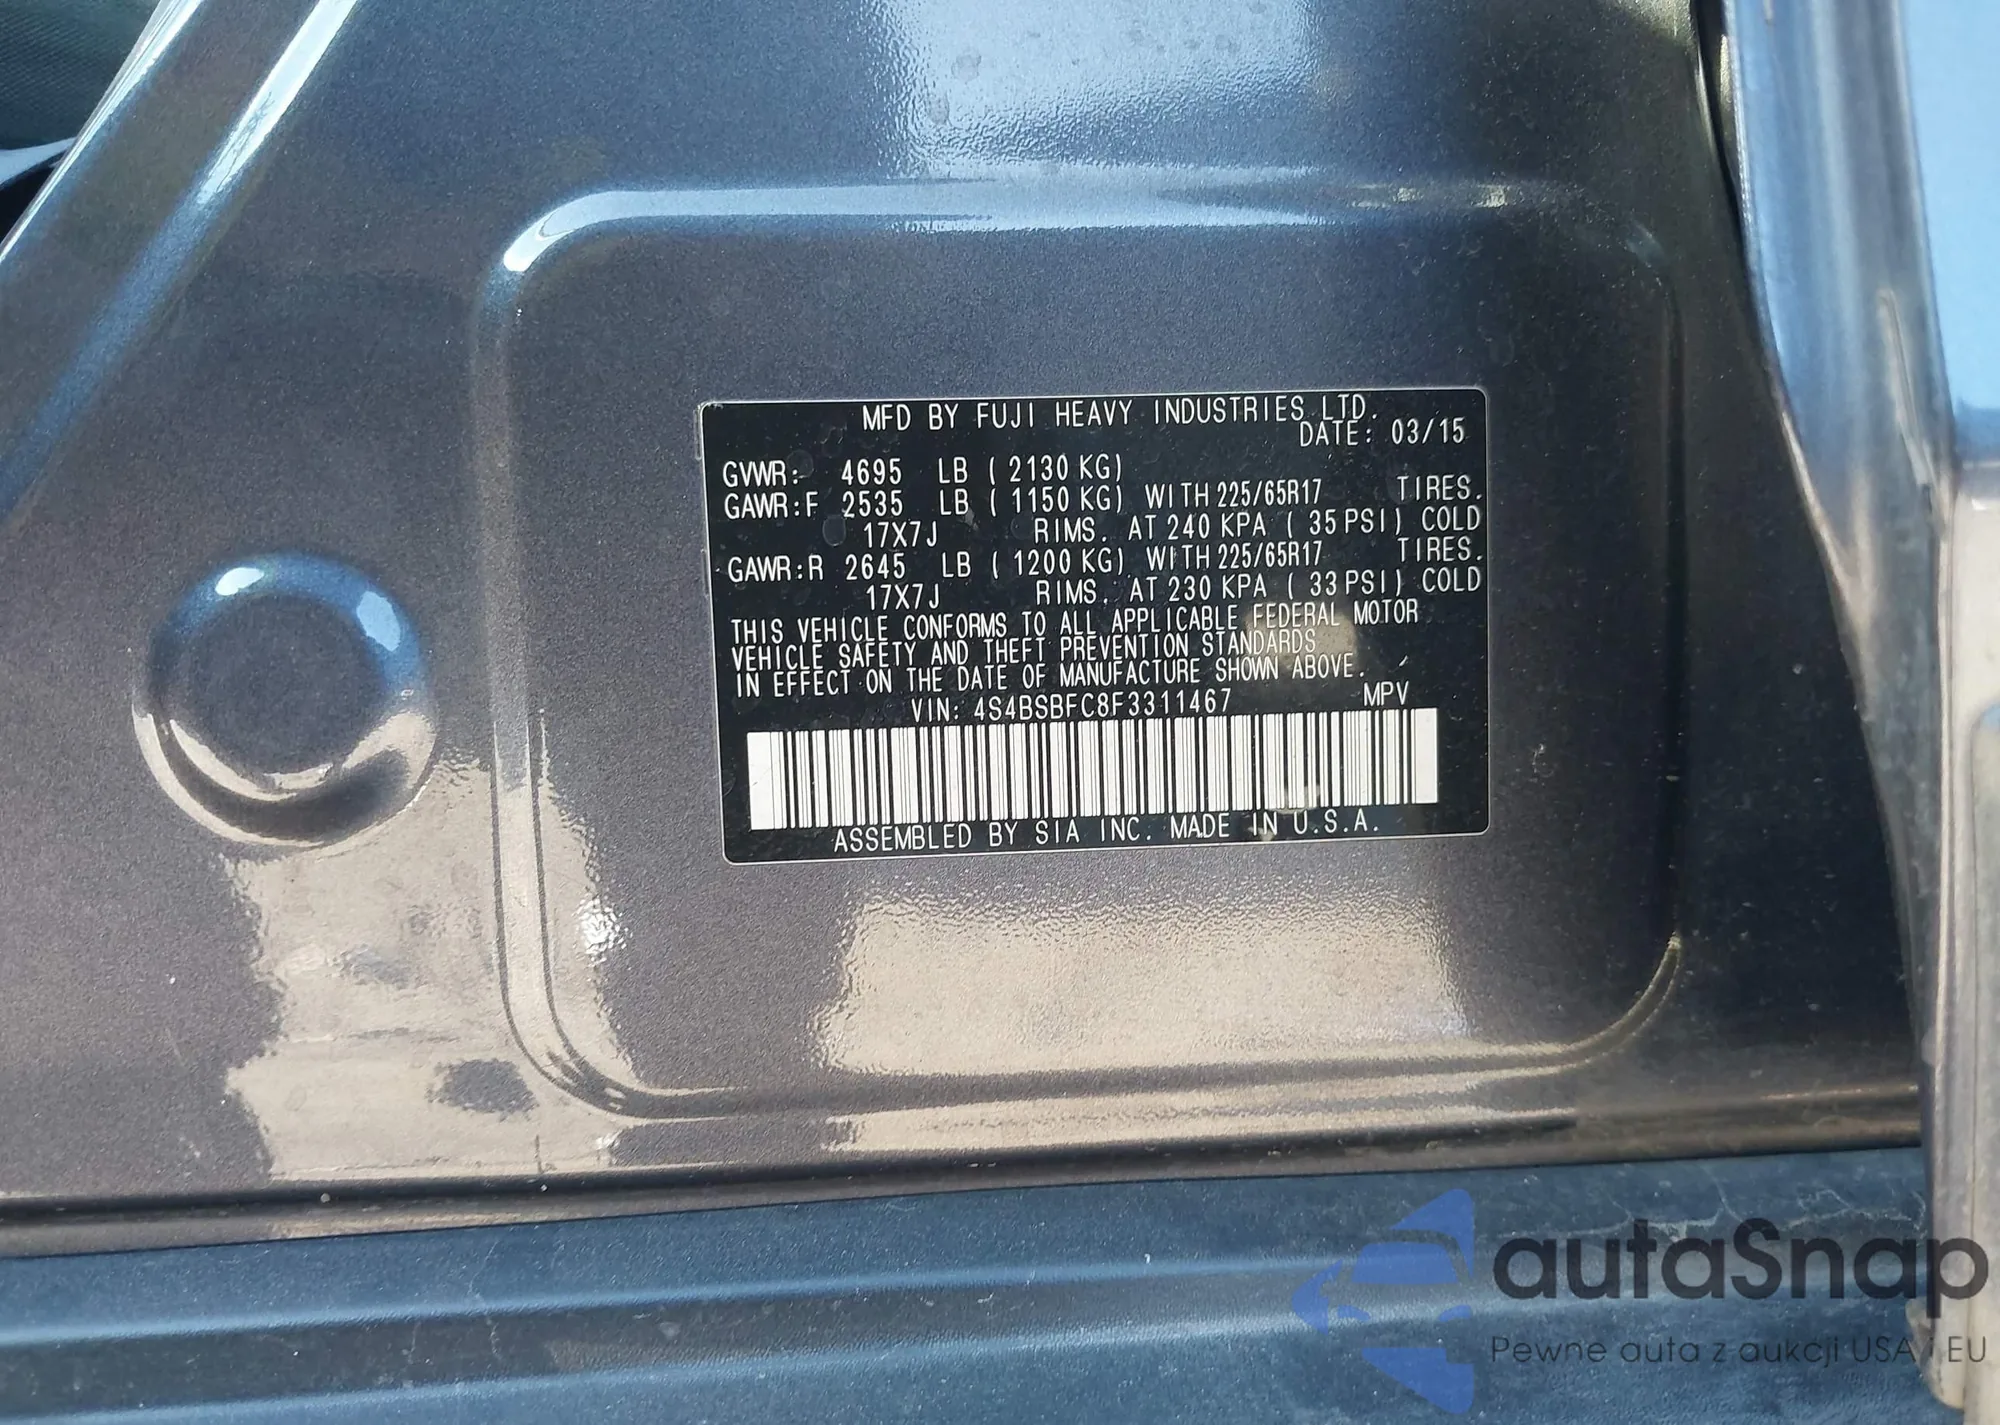 MFD BY FUJI HEAVY INDUSTRIES LTD.
DATE: 03/15
GVWR: 4695 LB ( 2130 KG)
GAWR:F 2535 LB ( 1150 KG) WITH 225/65R17 TIRES.
17X7J RIMS. AT 240 KPA ( 35 PSI) COLD
GAWR:R 2645 LB ( 1200 KG) WITH 225/65R17 TIRES.
17X7J RIMS. AT 230 KPA ( 33 PSI) COLD
THIS VEHICLE CONFORMS TO ALL APPLICABLE FEDERAL MOTOR
VEHICLE SAFETY AND THEFT PREVENTION STANDARDS
IN EFFECT ON THE DATE OF MANUFACTURE SHOWN ABOVE.
VIN: 4S4BSBFC8F3311467 MPV
ASSEMBLED BY SIA INC. MADE IN U.S.A.
autaSnap
Pewne auta z aukcji USA i EU